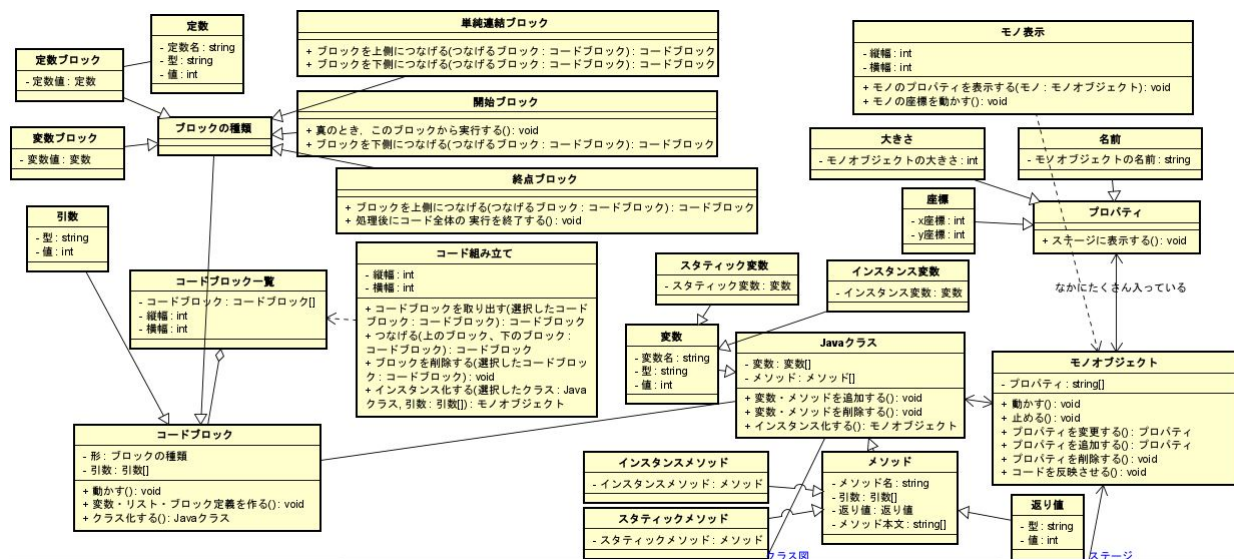 定数
- 定数名 : string
- 型 : string
- 値 : int
定数ブロック
- 定数値 : 定数
変数ブロック
- 変数値 : 変数
ブロックの種類
単純連結ブロック
+ ブロックを上側につなげる(つなげるブロック : コードブロック) : コードブロック
+ ブロックを下側につなげる(つなげるブロック : コードブロック) : コードブロック
開始ブロック
+ 真のとき、このブロックから実行する() : void
+ ブロックを下側につなげる(つなげるブロック : コードブロック) : コードブロック
終点ブロック
+ ブロックを上側につなげる(つなげるブロック : コードブロック) : コードブロック
+ 処理後にコード全体の 実行を終了する() : void
モノ表示
- 縦幅 : int
- 横幅 : int
+ モノのプロパティを表示する(モノ : モノオブジェクト) : void
+ モノの座標を動かす() : void
大きさ
- モノオブジェクトの大きさ : int
名前
- モノオブジェクトの名前 : string
座標
- x座標 : int
- y座標 : int
プロパティ
+ ステージに表示する() : void
なかにたくさん入っている
引数
- 型 : string
- 値 : int
コードブロック一覧
- コードブロック : コードブロック[]
- 縦幅 : int
- 横幅 : int
コード組み立て
- 縦幅 : int
- 横幅 : int
+ コードブロックを取り出す(選択したコード
ブロック : コードブロック) : コードブロック
+ つなげる(上のブロック、下のブロック :
コードブロック) : コードブロック
+ ブロックを削除する(選択したコードブロッ
ク : コードブロック) : void
+ インスタンス化する(選択したクラス : Java
クラス, 引数 : 引数[]) : モノオブジェクト
スタティック変数
- スタティック変数 : 変数
インスタンス変数
- インスタンス変数 : 変数
変数
- 変数名 : string
- 型 : string
- 値 : int
Javaクラス
- 変数 : 変数[]
- メソッド : メソッド[]
+ 変数・メソッドを追加する() : void
+ 変数・メソッドを削除する() : void
+ インスタンス化する() : モノオブジェクト
モノオブジェクト
- プロパティ : string[]
+ 動かす() : void
+ 止める() : void
+ プロパティを変更する() : プロパティ
+ プロパティを追加する() : プロパティ
+ プロパティを削除する() : void
+ コードを反映させる() : void
コードブロック
- 形 : ブロックの種類
- 引数 : 引数[]
+ 動かす() : void
+ 変数・リスト・ブロック定義を作る() : void
+ クラス化する() : Javaクラス
インスタンスメソッド
- インスタンスメソッド : メソッド
スタティックメソッド
- スタティックメソッド : メソッド
メソッド
- メソッド名 : string
- 引数 : 引数[]
- 返り値 : 返り値
- メソッド本文 : string[]
返り値
- 型 : string
- 値 : int
クラス図
ステージ